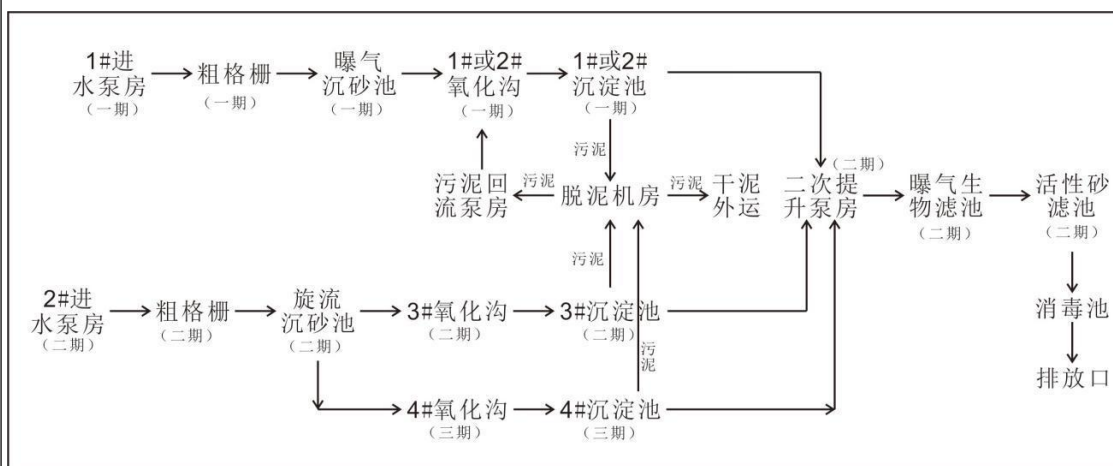 1#进
水泵房
（一期）
粗格栅
（一期）
曝气
沉砂池
（一期）
1#或2#
氧化沟
（一期）
1#或2#
沉淀池
（一期）
污泥
污泥回
流泵房
污泥
脱泥机房
污泥
干泥
外运
（二期）
二次提
升泵房
曝气生
物滤池
（二期）
活性砂
滤池
（二期）
污泥
2#进
水泵房
（二期）
粗格栅
（二期）
旋流
沉砂池
（二期）
3#氧化沟
（二期）
3#沉淀池
（二期）
污泥
消毒池
排放口
4#氧化沟
（三期）
4#沉淀池
（三期）